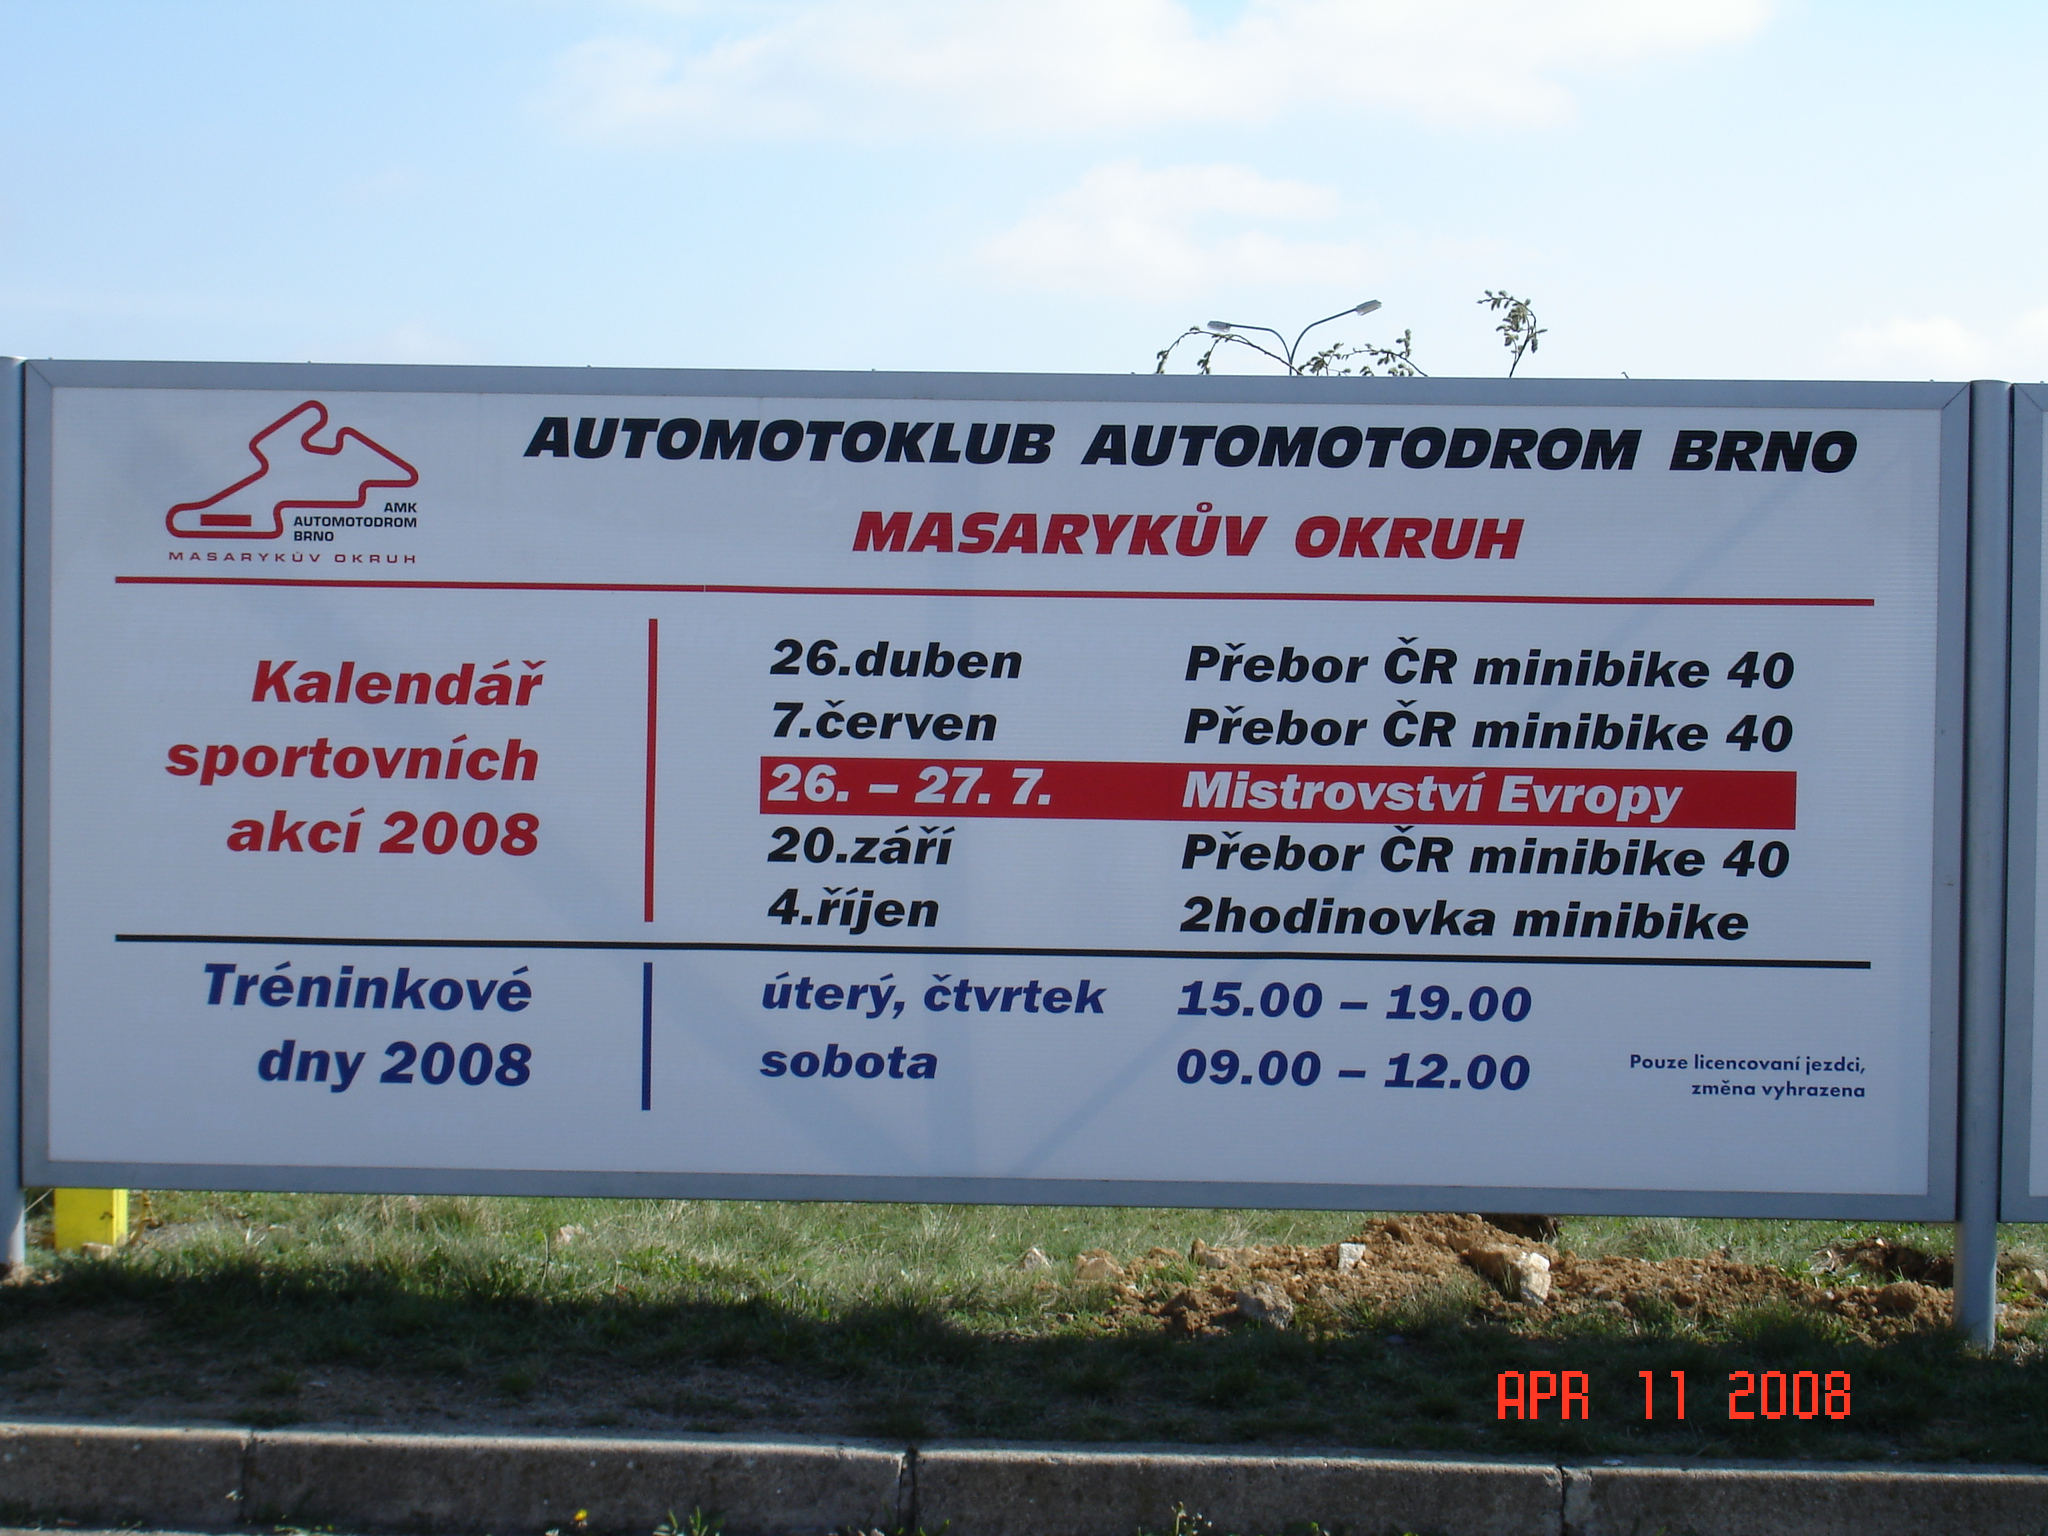 AUTOMOTOKLUB AUTOMOTODROM BRNO
MASARYKŮV OKRUH
AMK
AUTOMOTODROM
BRNO
MASARYKŮV OKRUH
Kalendář
sportovních
akcí 2008
26.duben Přebor ČR minibike 40
7.červen Přebor ČR minibike 40
26. – 27. 7. Mistrovství Evropy
20.září Přebor ČR minibike 40
4.říjen 2hodinovka minibike
Tréninkové
dny 2008
úterý, čtvrtek 15.00 – 19.00
sobota 09.00 – 12.00
Pouze licencovaní jezdci,
změna vyhrazena
APR 11 2008